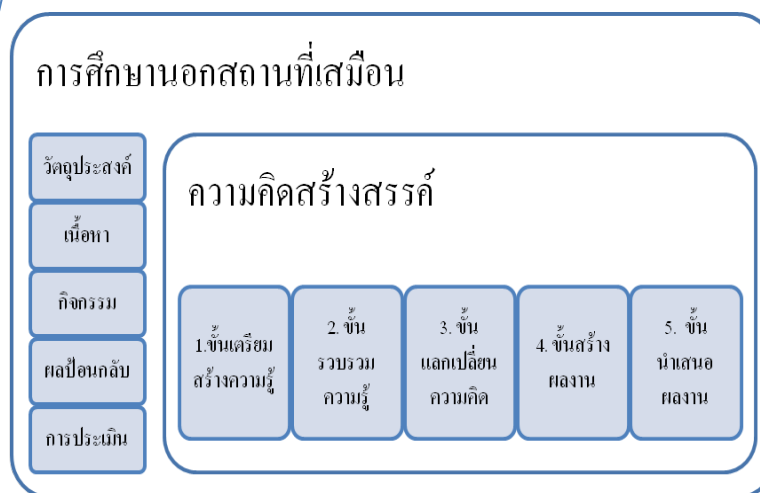 การศึกษานอกสถานที่เสมือน
วัตถุประสงค์
เนื้อหา
กิจกรรม
ผลป้อนกลับ
การประเมิน
ความคิดสร้างสรรค์
1.ขั้นเตรียม
สร้างความรู้
2. ขั้น
รวบรวม
ความรู้
3. ขั้น
แลกเปลี่ยน
ความคิด
4. ขั้นสร้าง
ผลงาน
5. ขั้น
นำเสนอ
ผลงาน